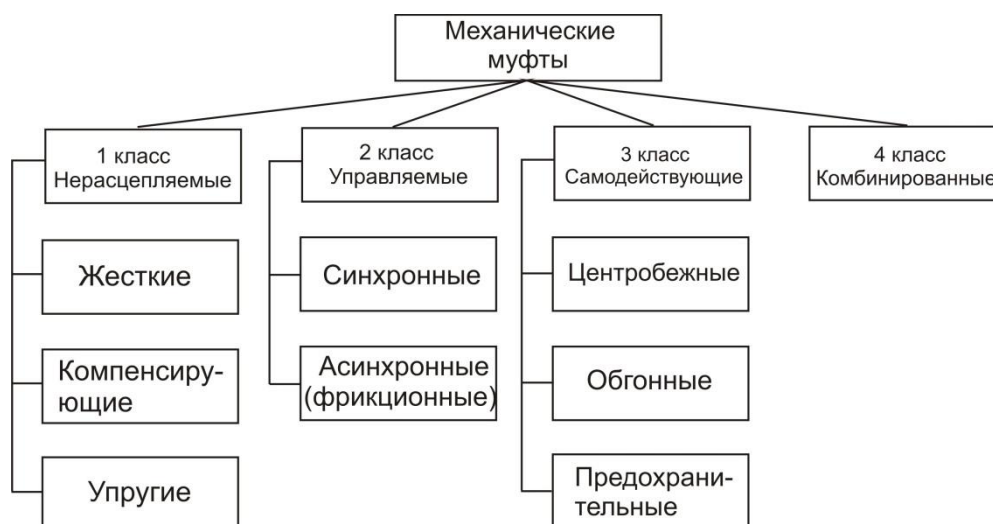 Механические
муфты
1 класс
Нерасцепляемые
2 класс
Управляемые
3 класс
Самодействующие
4 класс
Комбинированные
Жесткие
Синхронные
Центробежные
Компенсиру-
ющие
Асинхронные
(фрикционные)
Обгонные
Упругие
Предохрани-
тельные